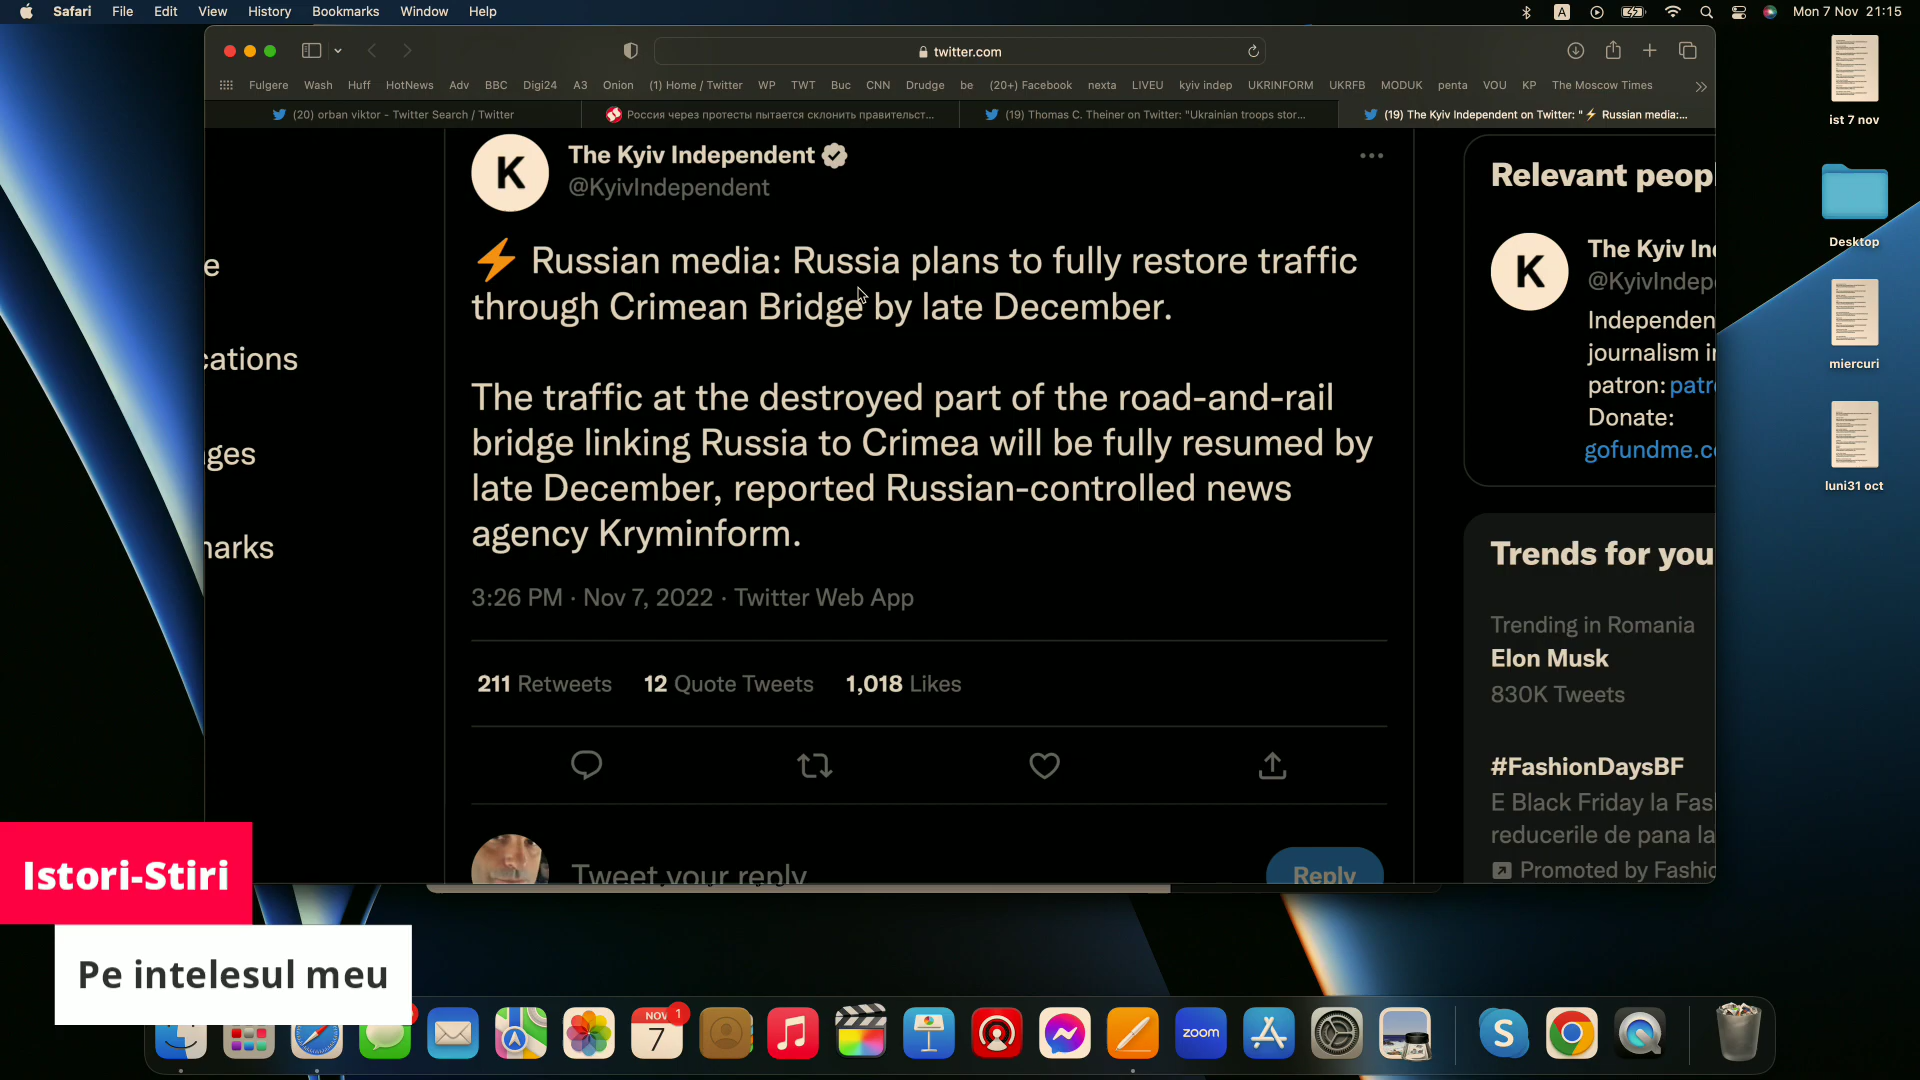 Safari File Edit View History Bookmarks Window Help
A
Mon 7 Nov 21:15
twitter.com
Fulgere Wash Huff HotNews Adv BBC Digi24 A3 Onion (1) Home / Twitter WP TWT Buc CNN Drudge be (20+) Facebook nexta LIVEU kyiv indep UKRINFORM UKRFB MODUK penta VOU KP The Moscow Times
(20) orban viktor - Twitter Search / Twitter
Россия через протесты пытается склонить правительст...
(19) Thomas C. Theiner on Twitter: "Ukrainian troops stor...
(19) The Kyiv Independent on Twitter: "⚡ Russian media:...
K
The Kyiv Independent
@KyivIndependent
⚡ Russian media: Russia plans to fully restore traffic
through Crimean Bridge by late December.
The traffic at the destroyed part of the road-and-rail
bridge linking Russia to Crimea will be fully resumed by
late December, reported Russian-controlled news
agency Kryminform.
3:26 PM · Nov 7, 2022 · Twitter Web App
211 Retweets 12 Quote Tweets 1,018 Likes
Tweet your reply
Reply
e
cations
ges
narks
Relevant peopl
K
The Kyiv Ind
@KyivIndepe
Independen
journalism in
patron: patr
Donate:
gofundme.co
Trends for you
Trending in Romania
Elon Musk
830K Tweets
#FashionDaysBF
E Black Friday la Fas
reducerile de pana la
Promoted by Fashio
ist 7 nov
Desktop
miercuri
luni31 oct
Istori-Stiri
Pe intelesul meu
NOV
1
7
zoom
S